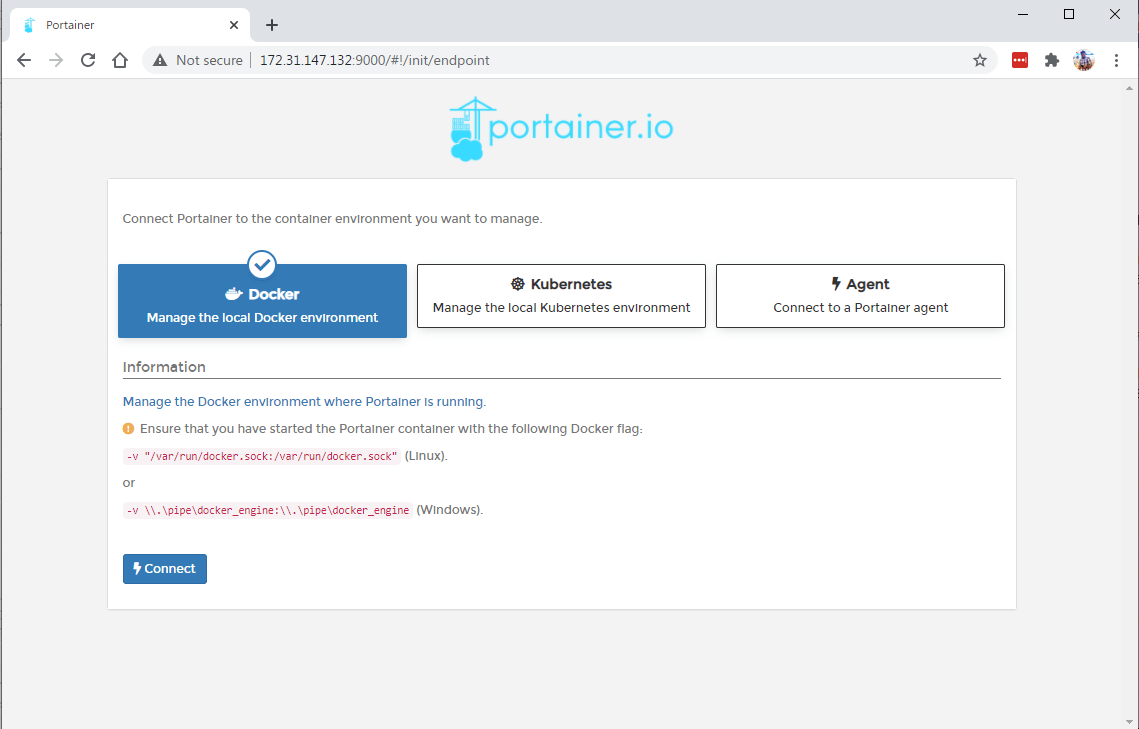 Portainer
Not secure
172.31.147.132:9000/#!/init/endpoint
portainer.io
Connect Portainer to the container environment you want to manage.
Docker
Manage the local Docker environment
Kubernetes
Manage the local Kubernetes environment
Agent
Connect to a Portainer agent
Information
Manage the Docker environment where Portainer is running.
Ensure that you have started the Portainer container with the following Docker flag:
-v "/var/run/docker.sock:/var/run/docker.sock" (Linux).
or
-v \\.\pipe\docker_engine:\\.\pipe\docker_engine (Windows).
Connect